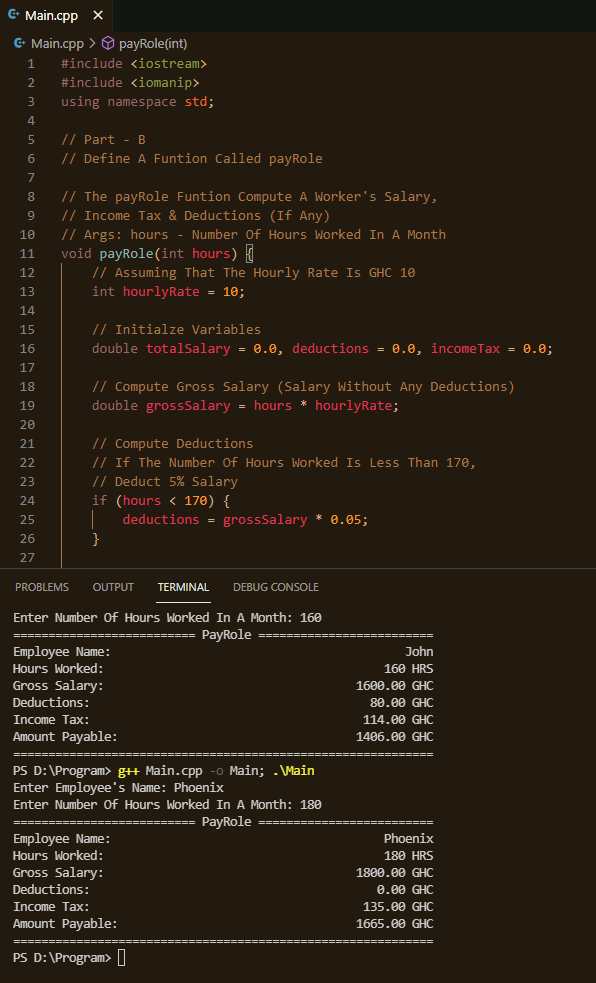 Main.cpp
Main.cpp > payRole(int)
1 #include <iostream>
2 #include <iomanip>
3 using namespace std;
4
5 // Part - B
6 // Define A Funtion Called payRole
7
8 // The payRole Funtion Compute A Worker's Salary,
9 // Income Tax & Deductions (If Any)
10 // Args: hours - Number Of Hours Worked In A Month
11 void payRole(int hours) {
12 // Assuming That The Hourly Rate Is GHC 10
13 int hourlyRate = 10;
14
15 // Initialze Variables
16 double totalSalary = 0.0, deductions = 0.0, incomeTax = 0.0;
17
18 // Compute Gross Salary (Salary Without Any Deductions)
19 double grossSalary = hours * hourlyRate;
20
21 // Compute Deductions
22 // If The Number Of Hours Worked Is Less Than 170,
23 // Deduct 5% Salary
24 if (hours < 170) {
25 deductions = grossSalary * 0.05;
26 }
27
PROBLEMS OUTPUT TERMINAL DEBUG CONSOLE
Enter Number Of Hours Worked In A Month: 160
========================== PayRole =========================
Employee Name: John
Hours Worked: 160 HRS
Gross Salary: 1600.00 GHC
Deductions: 80.00 GHC
Income Tax: 114.00 GHC
Amount Payable: 1406.00 GHC
============================================================
PS D:\Program> g++ Main.cpp -o Main; .\Main
Enter Employee's Name: Phoenix
Enter Number Of Hours Worked In A Month: 180
========================== PayRole =========================
Employee Name: Phoenix
Hours Worked: 180 HRS
Gross Salary: 1800.00 GHC
Deductions: 0.00 GHC
Income Tax: 135.00 GHC
Amount Payable: 1665.00 GHC
============================================================
PS D:\Program>